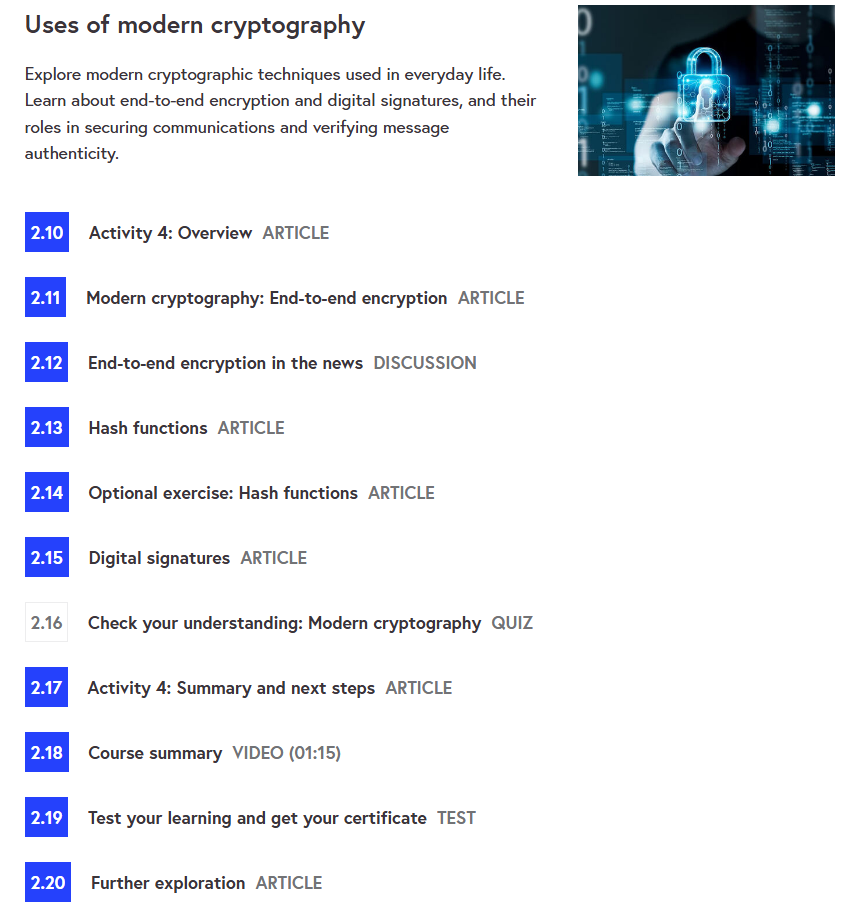 Uses of modern cryptography
Explore modern cryptographic techniques used in everyday life.
Learn about end-to-end encryption and digital signatures, and their
roles in securing communications and verifying message
authenticity.
2.10 Activity 4: Overview ARTICLE
2.11 Modern cryptography: End-to-end encryption ARTICLE
2.12 End-to-end encryption in the news DISCUSSION
2.13 Hash functions ARTICLE
2.14 Optional exercise: Hash functions ARTICLE
2.15 Digital signatures ARTICLE
2.16 Check your understanding: Modern cryptography QUIZ
2.17 Activity 4: Summary and next steps ARTICLE
2.18 Course summary VIDEO (01:15)
2.19 Test your learning and get your certificate TEST
2.20 Further exploration ARTICLE